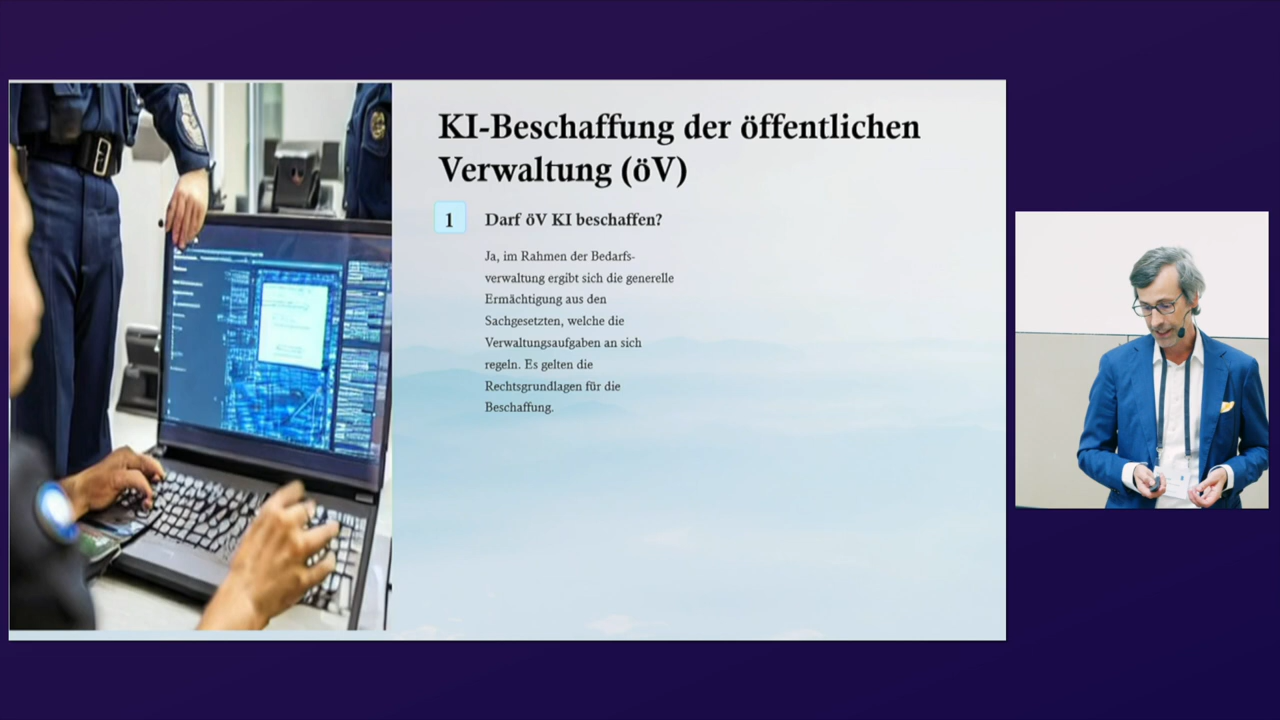 KI-Beschaffung der öffentlichen
Verwaltung (öV)
1 Darf öV KI beschaffen?
Ja, im Rahmen der Bedarfs-
verwaltung ergibt sich die generelle
Ermächtigung aus den
Sachgesetzten, welche die
Verwaltungsaufgaben an sich
regeln. Es gelten die
Rechtsgrundlagen für die
Beschaffung.